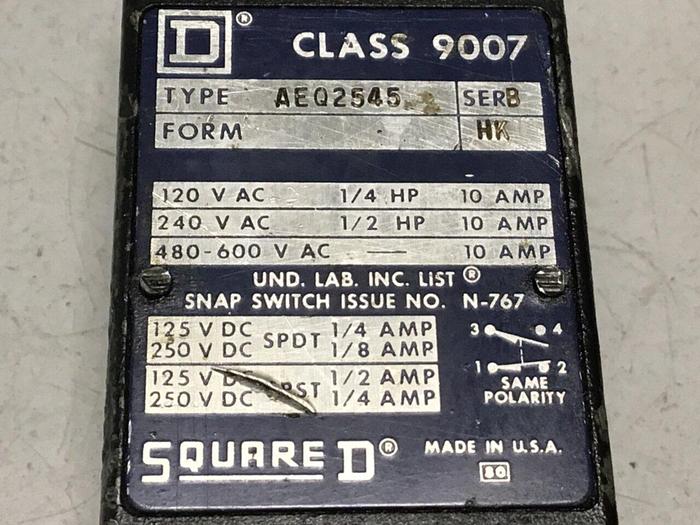 D ® CLASS 9007
TYPE AEQ2545 SER B
FORM HK
120 V AC 1/4 HP 10 AMP
240 V AC 1/2 HP 10 AMP
480-600 V AC — 10 AMP
UND. LAB. INC. LIST ®
SNAP SWITCH ISSUE NO. N-767
125 V DC SPDT 1/4 AMP
250 V DC 1/8 AMP
125 V DC SPST 1/2 AMP
250 V DC 1/4 AMP
3 4
1 2
SAME
POLARITY
SQUARE D ® MADE IN U.S.A.